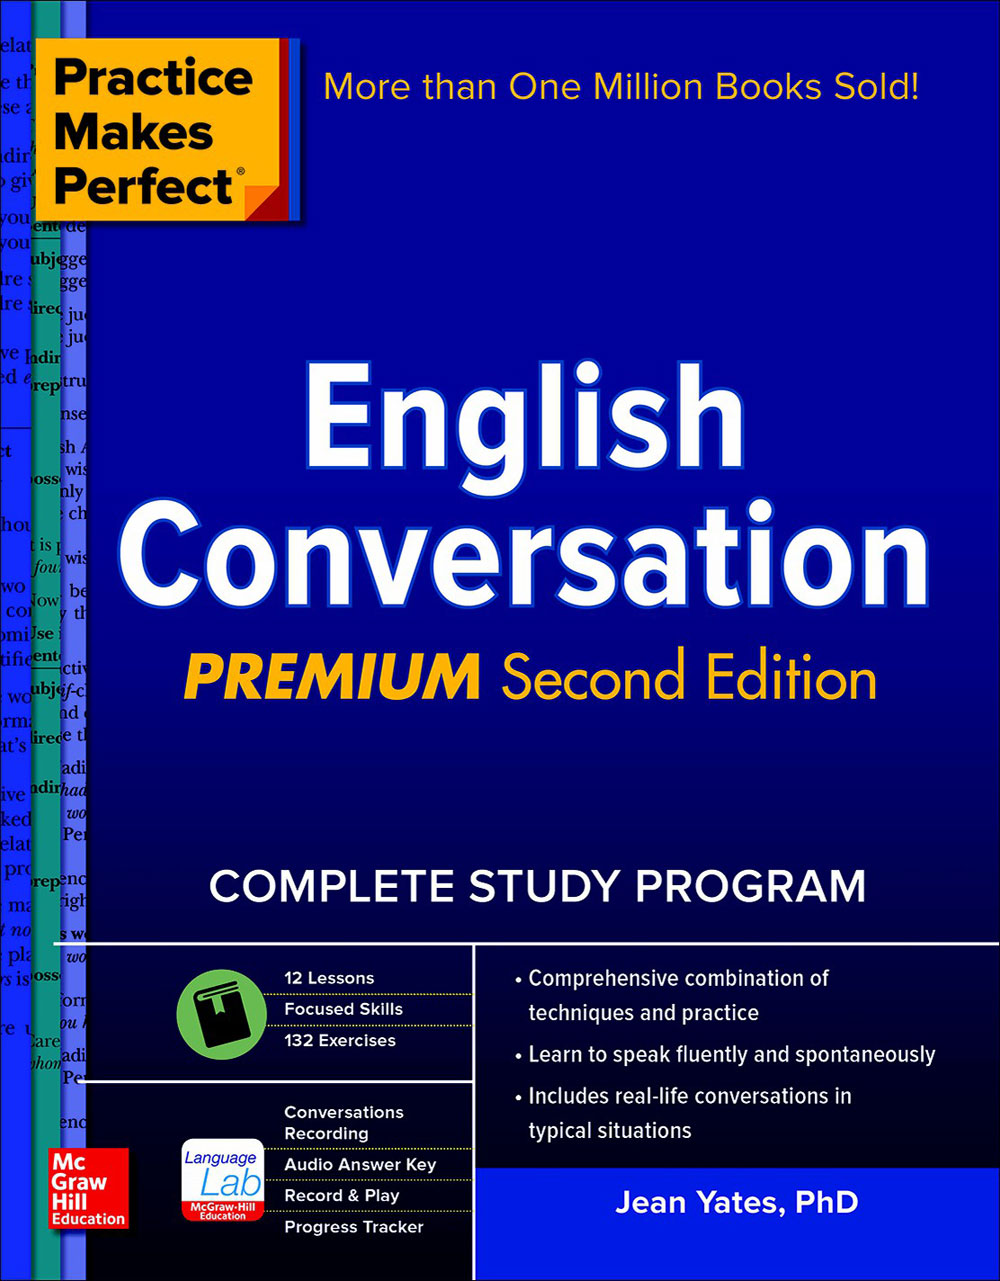 Practice
Makes
Perfect®
More than One Million Books Sold!
English
Conversation
PREMIUM Second Edition
COMPLETE STUDY PROGRAM
12 Lessons
Focused Skills
132 Exercises
• Comprehensive combination of
techniques and practice
• Learn to speak fluently and spontaneously
• Includes real-life conversations in
typical situations
Conversations
Recording
Audio Answer Key
Record & Play
Progress Tracker
Language
Lab
McGraw-Hill
Education
Mc
Graw
Hill
Education
Jean Yates, PhD